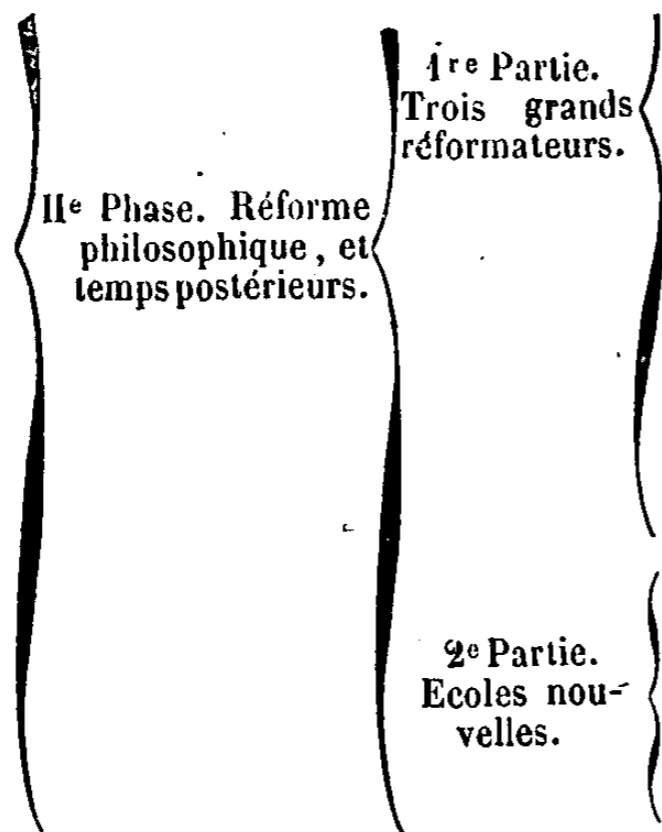 1re Partie.
Trois grands
réformateurs.
IIe Phase. Réforme
philosophique, et
temps postérieurs.
2e Partie.
Ecoles nou-
velles.